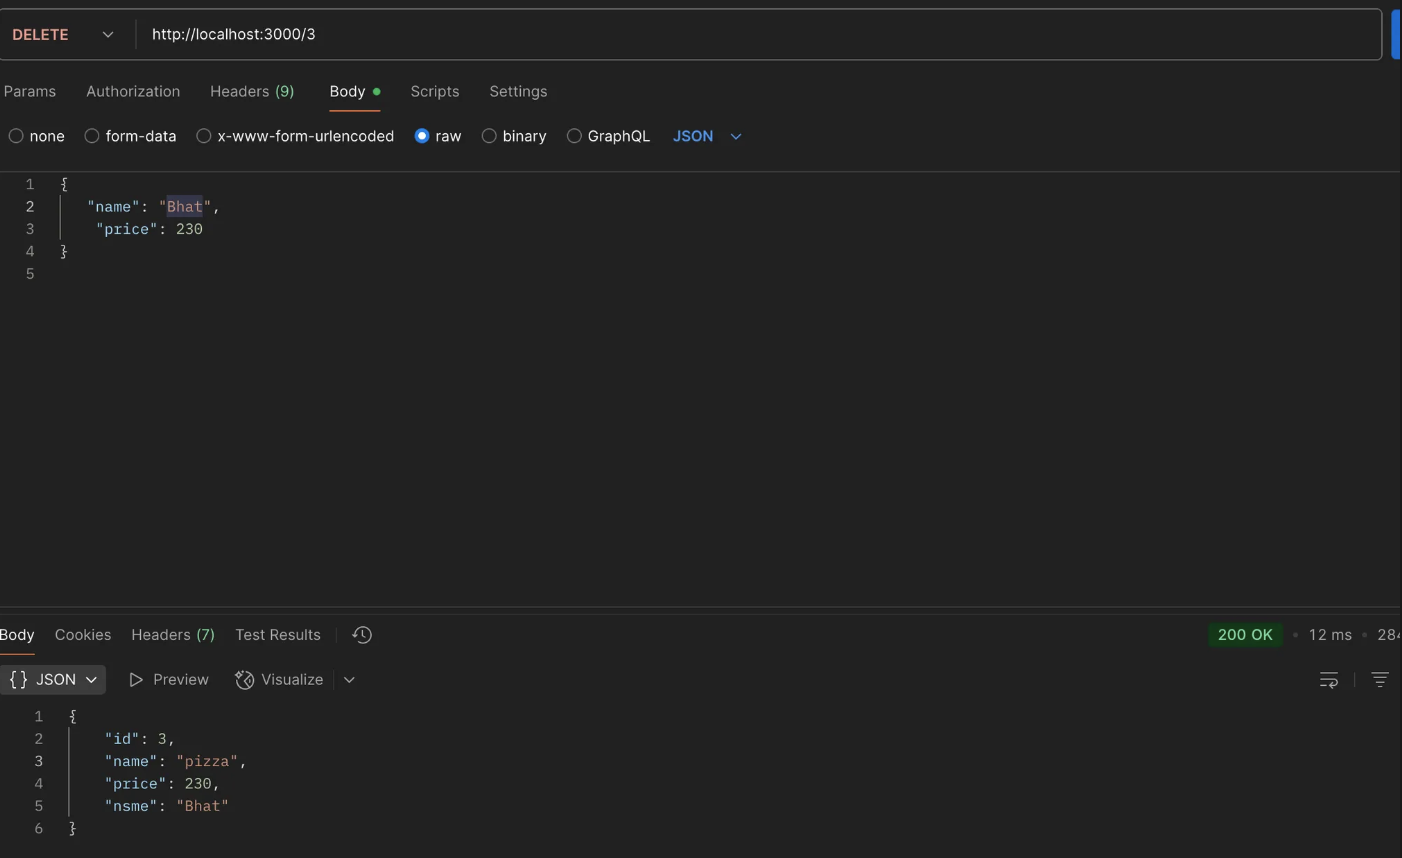 DELETE http://localhost:3000/3
Params Authorization Headers (9) Body Scripts Settings
none form-data x-www-form-urlencoded raw binary GraphQL JSON
1 {
2 "name": "Bhat",
3 "price": 230
4 }
5
Body Cookies Headers (7) Test Results 200 OK • 12 ms • 284
{ } JSON Preview Visualize
1 {
2 "id": 3,
3 "name": "pizza",
4 "price": 230,
5 "nsme": "Bhat"
6 }